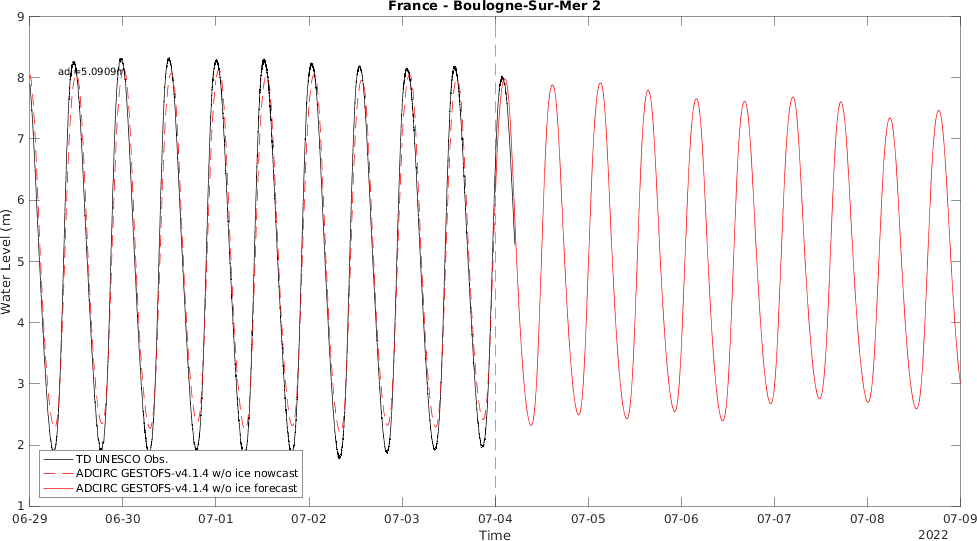 France - Boulogne-Sur-Mer 2
9
8
7
6
5
4
3
2
1
Water Level (m)
adj=5.0909m
TD UNESCO Obs.
ADCIRC GESTOFS-v4.1.4 w/o ice nowcast
ADCIRC GESTOFS-v4.1.4 w/o ice forecast
06-29 06-30 07-01 07-02 07-03 07-04 07-05 07-06 07-07 07-08 07-09
Time
2022